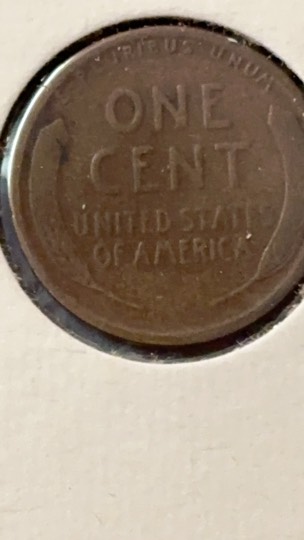 E PLURIBUS UNUM
ONE
CENT
UNITED STATES
OF AMERICA